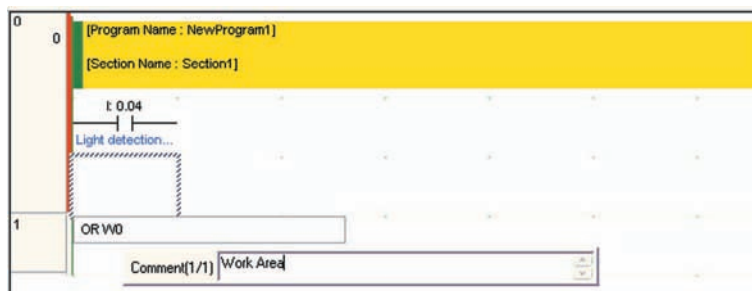 0
0
[Program Name : NewProgram1]
[Section Name : Section1]
I: 0.04
Light detection...
1
OR W0
Comment(1/1) Work Area